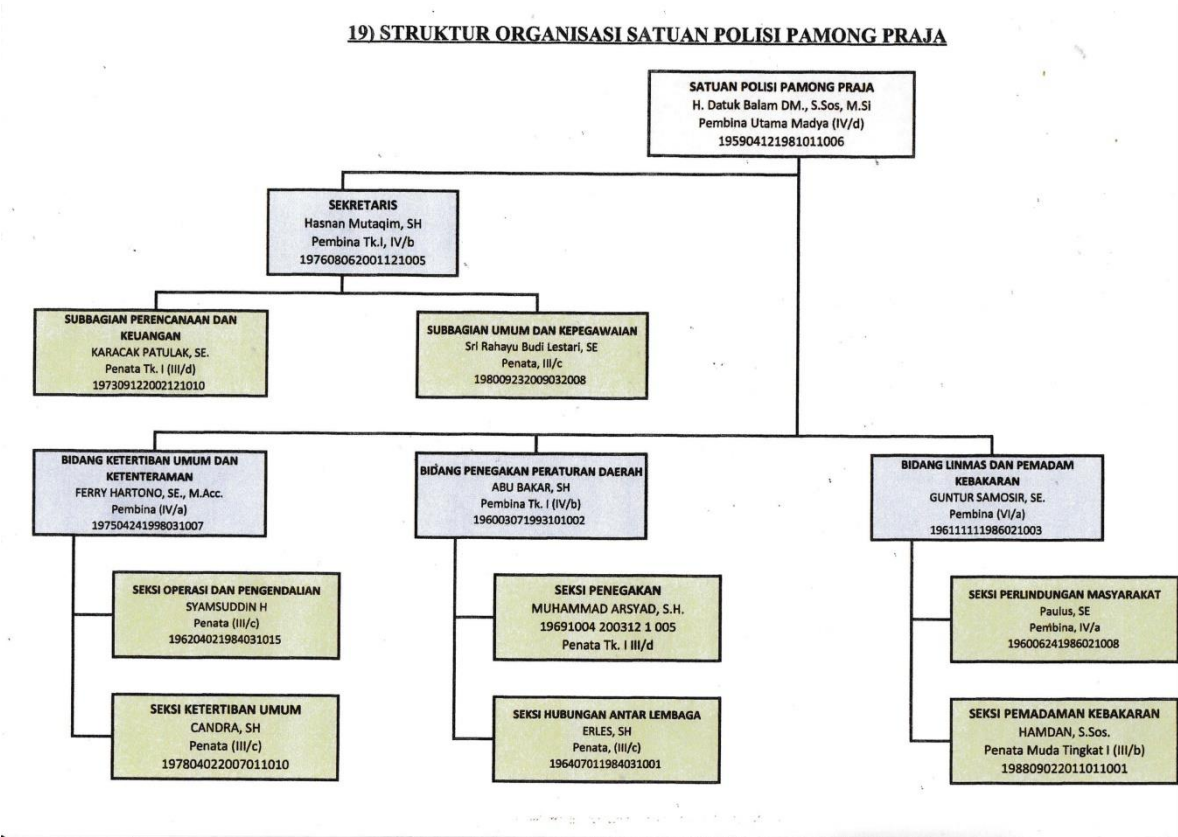 19) STRUKTUR ORGANISASI SATUAN POLISI PAMONG PRAJA
SATUAN POLISI PAMONG PRAJA
H. Datuk Balam DM., S.Sos, M.Si
Pembina Utama Madya (IV/d)
195904121981011006
SEKRETARIS
Hasnan Mutaqim, SH
Pembina Tk.I, IV/b
197608062001121005
SUBBAGIAN PERENCANAAN DAN
KEUANGAN
KARACAK PATULAK, SE.
Penata Tk. I (III/d)
197309122002121010
SUBBAGIAN UMUM DAN KEPEGAWAIAN
Sri Rahayu Budi Lestari, SE
Penata, III/c
198009232009032008
BIDANG KETERTIBAN UMUM DAN
KETENTERAMAN
FERRY HARTONO, SE., M.Acc.
Pembina (IV/a)
197504241998031007
BIDANG PENEGAKAN PERATURAN DAERAH
ABU BAKAR, SH
Pembina Tk. I (IV/b)
196003071993101002
BIDANG LINMAS DAN PEMADAM
KEBAKARAN
GUNTUR SAMOSIR, SE.
Pembina (VI/a)
196111111986021003
SEKSI OPERASI DAN PENGENDALIAN
SYAMSUDDIN H
Penata (III/c)
196204021984031015
SEKSI PENEGAKAN
MUHAMMAD ARSYAD, S.H.
19691004 200312 1 005
Penata Tk. I III/d
SEKSI PERLINDUNGAN MASYARAKAT
Paulus, SE
Pembina, IV/a
196006241986021008
SEKSI KETERTIBAN UMUM
CANDRA, SH
Penata (III/c)
197804022007011010
SEKSI HUBUNGAN ANTAR LEMBAGA
ERLES, SH
Penata, (III/c)
196407011984031001
SEKSI PEMADAMAN KEBAKARAN
HAMDAN, S.Sos.
Penata Muda Tingkat I (III/b)
198809022011011001